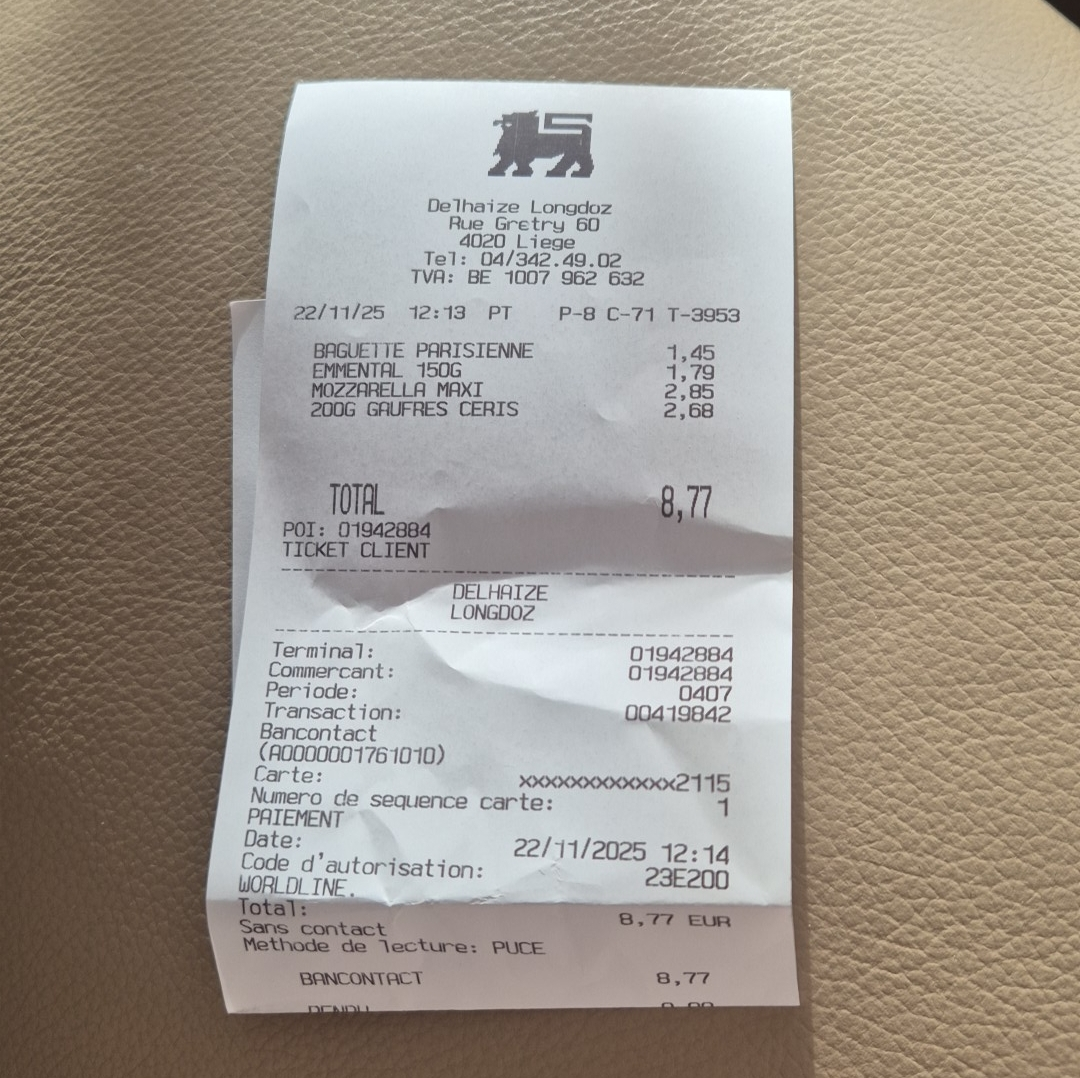 Delhaize Longdoz
Rue Gretry 60
4020 Liege
Tel: 04/342.49.02
TVA: BE 1007 962 632
22/11/25 12:13 PT P-8 C-71 T-3953
BAGUETTE PARISIENNE 1,45
EMMENTAL 150G 1,79
MOZZARELLA MAXI 2,85
200G GAUFRES CERIS 2,68
TOTAL 8,77
POI: 01942884
TICKET CLIENT
DELHAIZE
LONGDOZ
Terminal: 01942884
Commercant: 01942884
Periode: 0407
Transaction: 00419842
Bancontact
(A0000001761010)
Carte: xxxxxxxxxxxxx2115
Numero de sequence carte: 1
PAIEMENT
Date: 22/11/2025 12:14
Code d'autorisation: 23E200
WORLDLINE.
Total: 8,77 EUR
Sans contact
Methode de lecture: PUCE
BANCONTACT 8,77